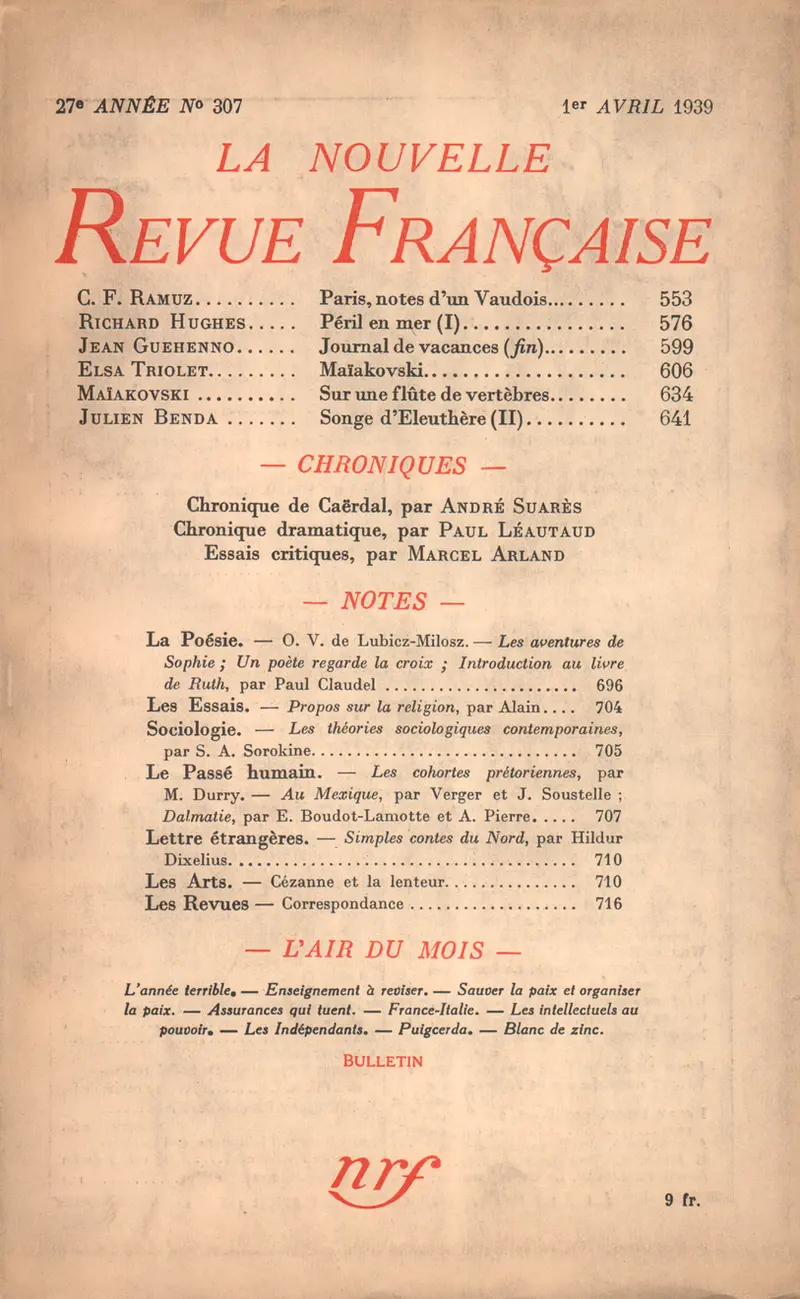 27e ANNÉE No 307 1er AVRIL 1939
LA NOUVELLE
REVUE FRANÇAISE
C. F. RAMUZ.......... Paris, notes d'un Vaudois......... 553
RICHARD HUGHES..... Péril en mer (I)................ 576
JEAN GUEHENNO...... Journal de vacances (fin)......... 599
ELSA TRIOLET......... Maïakovski.................... 606
MAÏAKOVSKI .......... Sur une flûte de vertèbres........ 634
JULIEN BENDA ....... Songe d'Eleuthère (II).......... 641
— CHRONIQUES —
Chronique de Caërdal, par ANDRÉ SUARÈS
Chronique dramatique, par PAUL LÉAUTAUD
Essais critiques, par MARCEL ARLAND
— NOTES —
La Poésie. — O. V. de Lubicz-Milosz. — Les aventures de
Sophie ; Un poète regarde la croix ; Introduction au livre
de Ruth, par Paul Claudel ...................... 696
Les Essais. — Propos sur la religion, par Alain.... 704
Sociologie. — Les théories sociologiques contemporaines,
par S. A. Sorokine.............................. 705
Le Passé humain. — Les cohortes prétoriennes, par
M. Durry. — Au Mexique, par Verger et J. Soustelle ;
Dalmatie, par E. Boudot-Lamotte et A. Pierre. .... 707
Lettre étrangères. — Simples contes du Nord, par Hildur
Dixelius. ...................................... 710
Les Arts. — Cézanne et la lenteur............... 710
Les Revues — Correspondance ................... 716
— L'AIR DU MOIS —
L'année terrible. — Enseignement à reviser. — Sauver la paix et organiser
la paix. — Assurances qui tuent. — France-Italie. — Les intellectuels au
pouvoir. — Les Indépendants. — Puigcerda. — Blanc de zinc.
BULLETIN
nrf
9 fr.